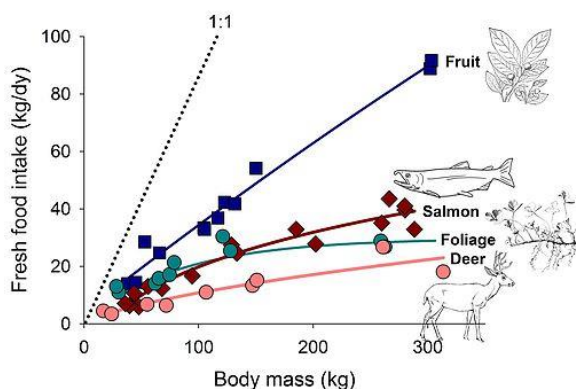 1:1
Fresh food intake (kg/dy)
100
80
60
40
20
0
Fruit
Salmon
Foliage
Deer
0
100
200
300
Body mass (kg)